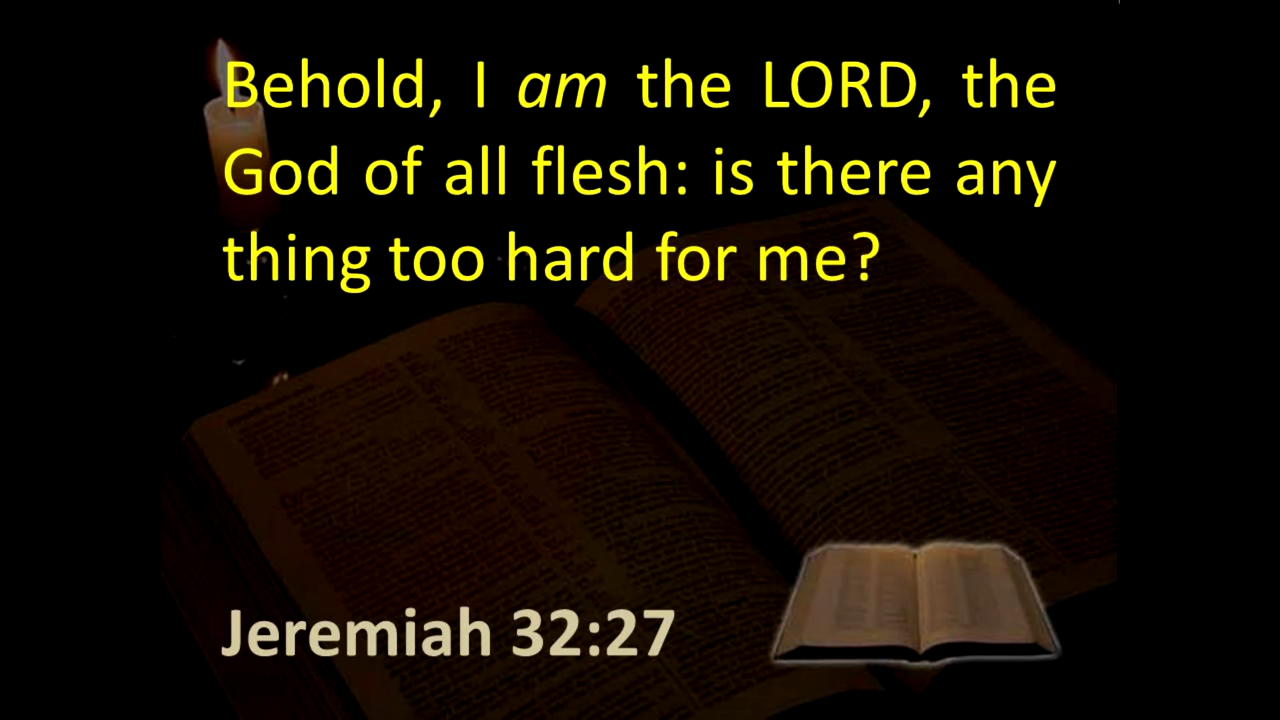 Behold, I am the LORD, the
God of all flesh: is there any
thing too hard for me?
Jeremiah 32:27